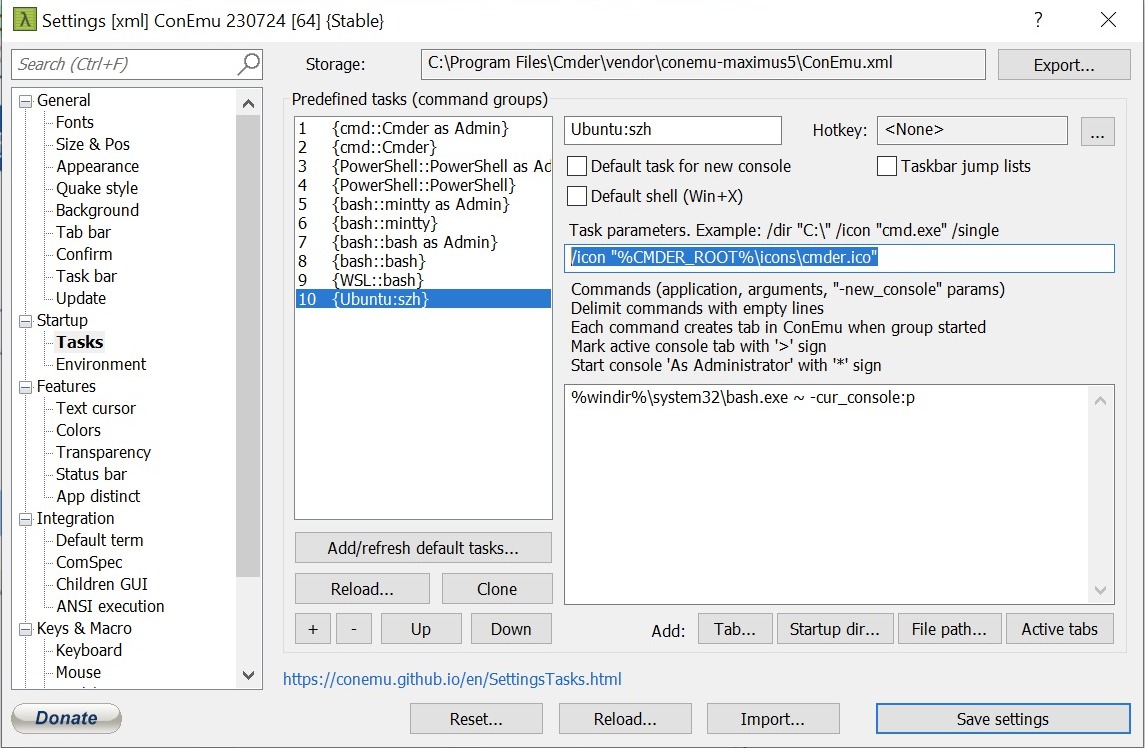 Settings [xml] ConEmu 230724 [64] {Stable}
?
Search (Ctrl+F)
Storage:
C:\Program Files\Cmder\vendor\conemu-maximus5\ConEmu.xml
Export...
General
Fonts
Size & Pos
Appearance
Quake style
Background
Tab bar
Confirm
Task bar
Update
Startup
Tasks
Environment
Features
Text cursor
Colors
Transparency
Status bar
App distinct
Integration
Default term
ComSpec
Children GUI
ANSI execution
Keys & Macro
Keyboard
Mouse
Predefined tasks (command groups)
1 {cmd::Cmder as Admin}
2 {cmd::Cmder}
3 {PowerShell::PowerShell as Ad
4 {PowerShell::PowerShell}
5 {bash::mintty as Admin}
6 {bash::mintty}
7 {bash::bash as Admin}
8 {bash::bash}
9 {WSL::bash}
10 {Ubuntu:szh}
Add/refresh default tasks...
Reload...
Clone
+
-
Up
Down
Ubuntu:szh
Hotkey:
<None>
...
Default task for new console
Taskbar jump lists
Default shell (Win+X)
Task parameters. Example: /dir "C:\" /icon "cmd.exe" /single
/icon "%CMDER_ROOT%\icons\cmder.ico"
Commands (application, arguments, "-new_console" params)
Delimit commands with empty lines
Each command creates tab in ConEmu when group started
Mark active console tab with '>' sign
Start console 'As Administrator' with '*' sign
%windir%\system32\bash.exe ~ -cur_console:p
Add:
Tab...
Startup dir...
File path...
Active tabs
https://conemu.github.io/en/SettingsTasks.html
Donate
Reset...
Reload...
Import...
Save settings